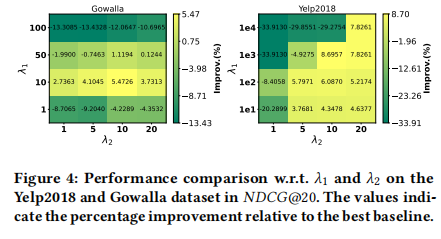 Gowalla
Yelp2018
100 -13.3085 -13.4328 -12.0647 -10.6965
50 -1.9900 -0.7463 1.1194 0.1244
10 2.7363 4.1045 5.4726 3.7313
1 -8.7065 -9.2040 -4.2289 -4.3532
1 5 10 20
λ1
λ2
5.47
0.75
-3.98
-8.71
-13.43
Improv.(%)
1e4 -33.9130 -29.8551 -29.2754 7.8261
1e3 -33.9130 -4.9275 8.6957 7.8261
1e2 -8.4058 5.7971 6.0870 5.2174
1e1 -20.2899 3.7681 4.3478 4.6377
1 5 10 20
λ1
λ2
8.70
-1.96
-12.61
-23.26
-33.91
Improv.(%)
Figure 4: Performance comparison w.r.t. λ1 and λ2 on the
Yelp2018 and Gowalla dataset in NDCG@20. The values indi-
cate the percentage improvement relative to the best baseline.